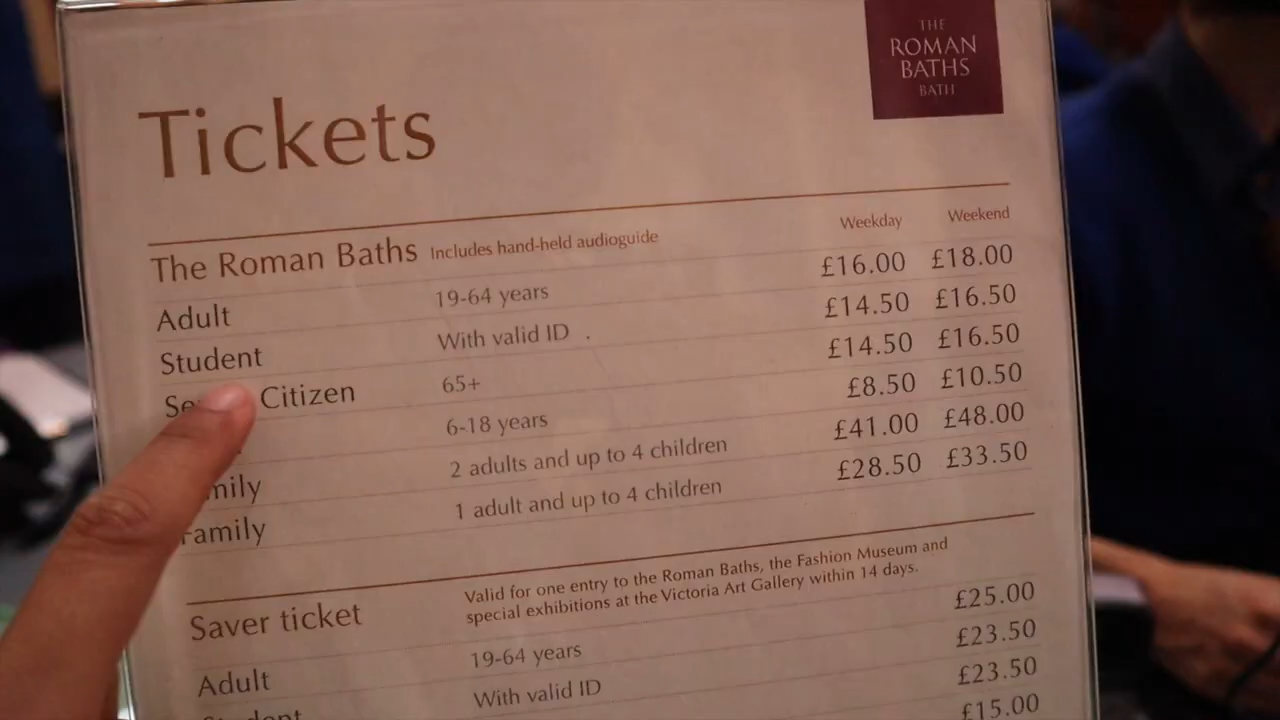 THE
ROMAN
BATHS
BATH
Tickets
Weekday Weekend
The Roman Baths Includes hand-held audioguide
Adult 19-64 years £16.00 £18.00
Student With valid ID £14.50 £16.50
Citizen 65+ £14.50 £16.50
6-18 years £8.50 £10.50
2 adults and up to 4 children £41.00 £48.00
Family 1 adult and up to 4 children £28.50 £33.50
Saver ticket Valid for one entry to the Roman Baths, the Fashion Museum and
special exhibitions at the Victoria Art Gallery within 14 days.
Adult 19-64 years £25.00
Student With valid ID £23.50
£23.50
£15.00